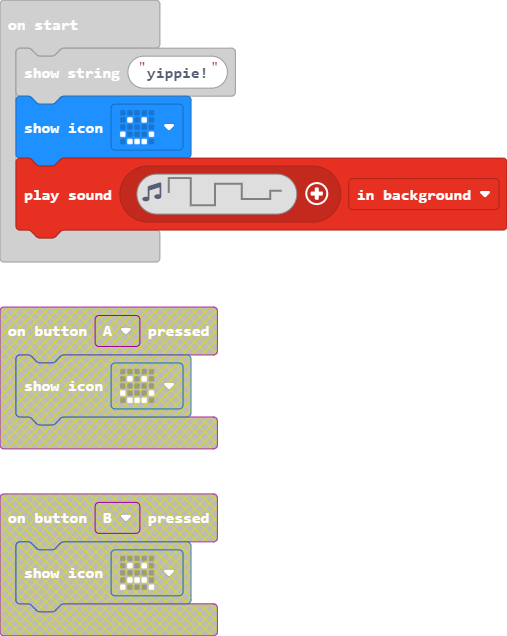 on start
show string "yippie!"
show icon
play sound in background
on button A pressed
show icon
on button B pressed
show icon